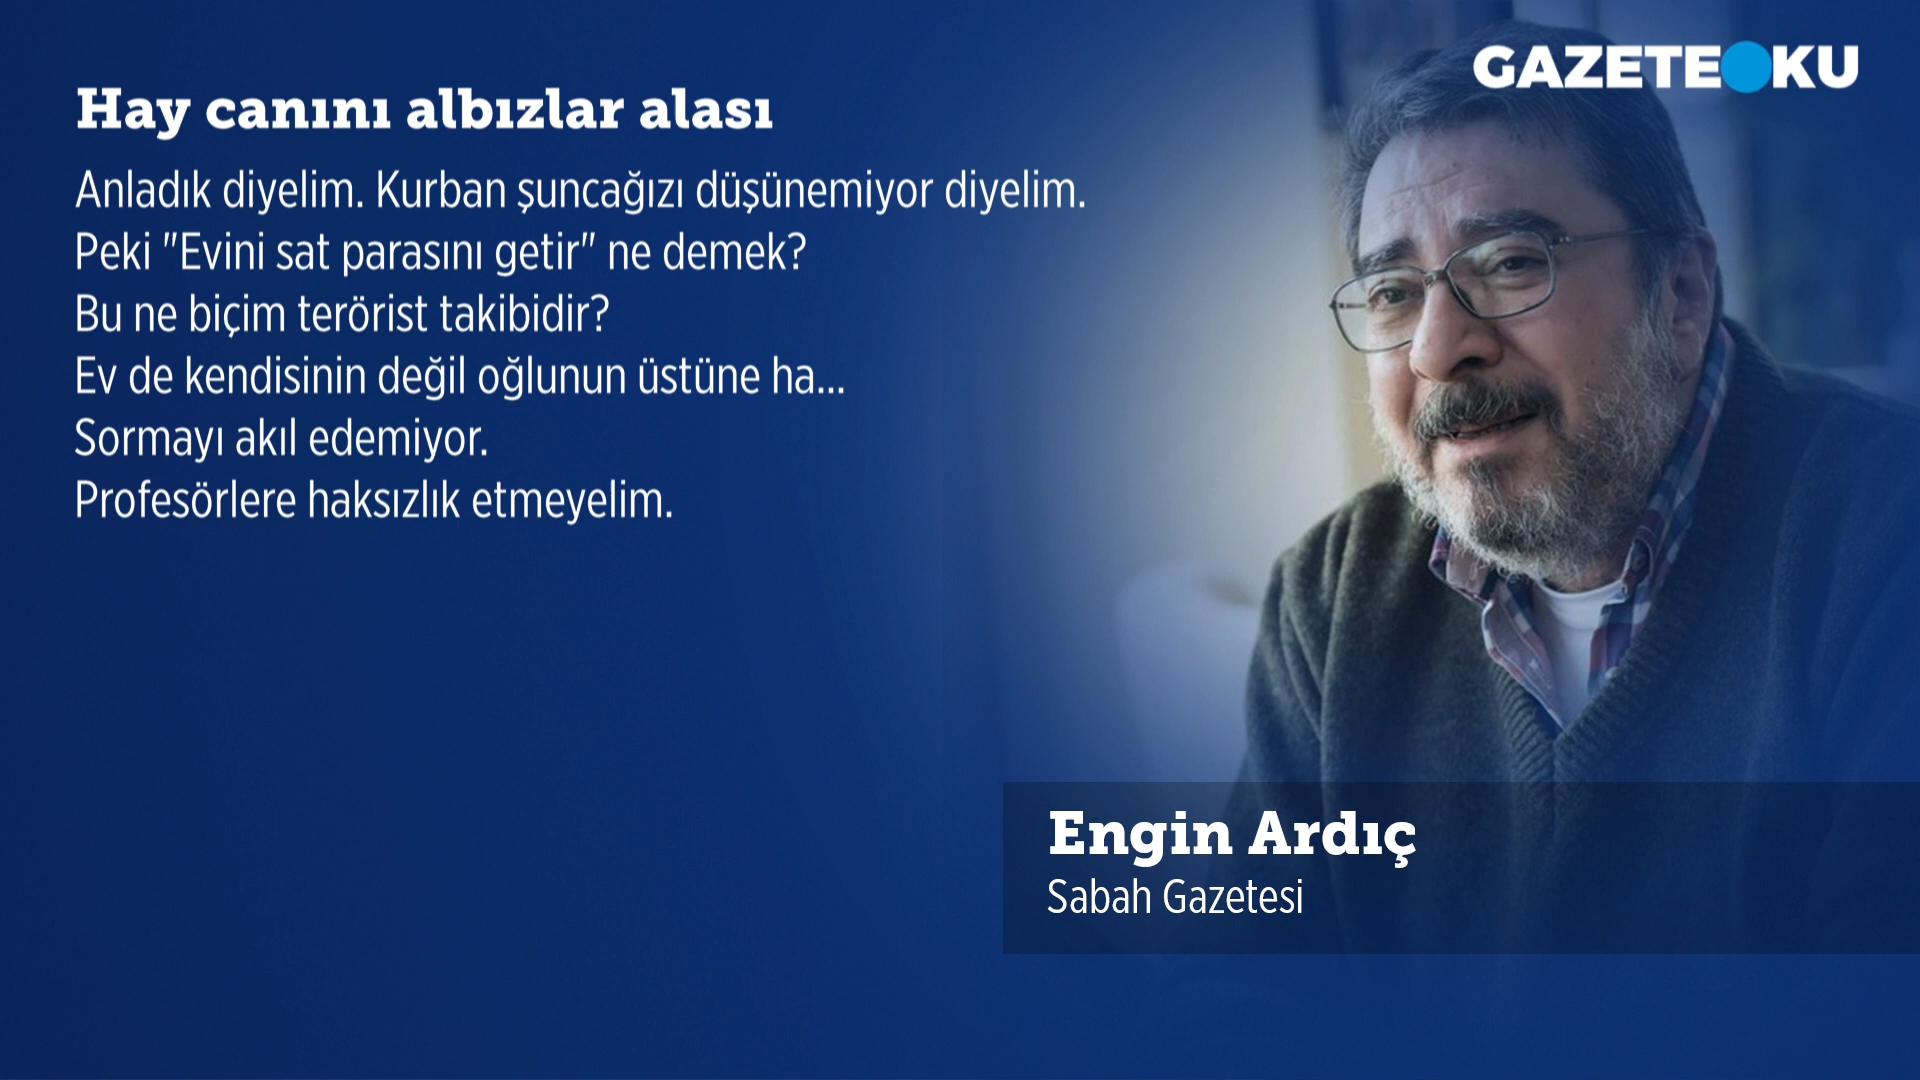 GAZETEOKU
Hay canını albızlar alası
Anladık diyelim. Kurban şuncağızı düşünemiyor diyelim.
Peki "Evini sat parasını getir" ne demek?
Bu ne biçim terörist takibidir?
Ev de kendisinin değil oğlunun üstüne ha...
Sormayı akıl edemiyor.
Profesörlere haksızlık etmeyelim.
Engin Ardıç
Sabah Gazetesi